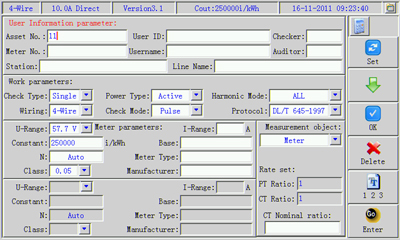 4-Wire 10.0A Direct Version3.1 Cout:250000i/kWh 16-11-2011 09:23:40
User Information parameter:
Asset No.: 11 User ID: Checker:
Meter No.: Username: Auditor:
Station: Line Name:
Work parameters:
Check Type: Single Power Type: Active Harmonic Mode: ALL
Wiring: 4-Wire Check Mode: Pulse Protocol: DL/T 645-1997
U-Range: 57.7 V Meter parameters: I-Range: A Measurement object:
Constant: 250000 i/kWh Base: Meter
N: Auto Meter Type:
Class: 0.05 Manufacturer: Rate set:
U-Range: I-Range: A PT Ratio: 1
Constant: Base: CT Ratio: 1
N: Auto Meter Type: CT Nominal ratio:
Class: Manufacturer:
Set
OK
Delete
T
1 2 3
Go
Enter